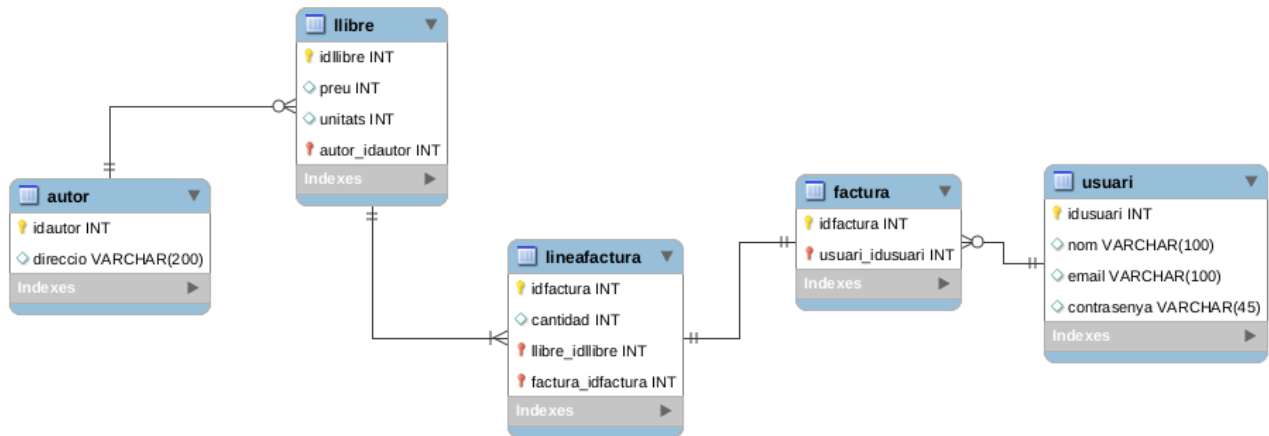 llibre
idllibre INT
preu INT
unitats INT
autor_idautor INT
Indexes
autor
idautor INT
direccio VARCHAR(200)
Indexes
lineafactura
idfactura INT
cantidad INT
llibre_idllibre INT
factura_idfactura INT
Indexes
factura
idfactura INT
usuari_idusuari INT
Indexes
usuari
idusuari INT
nom VARCHAR(100)
email VARCHAR(100)
contrasenya VARCHAR(45)
Indexes